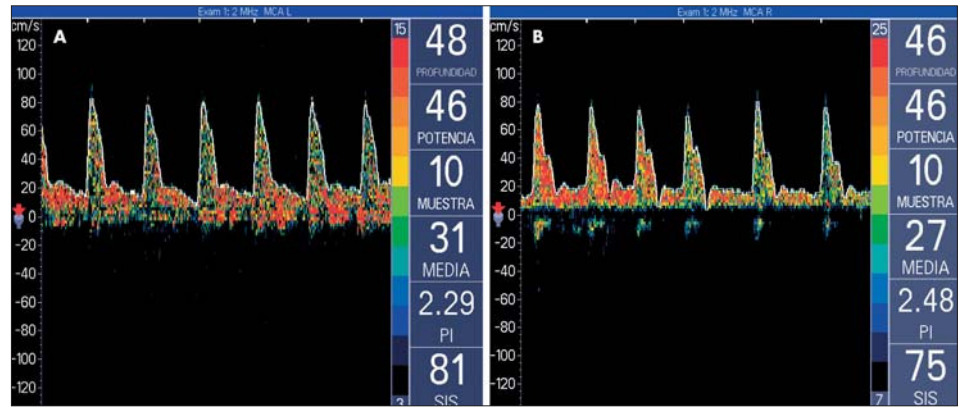 Exam 1: 2 MHz MCA L
cm/s
A
120
100
80
60
40
20
0
-20
-40
-60
-80
-100
-120
15
3
48
PROFUNDIDAD
46
POTENCIA
10
MUESTRA
31
MEDIA
2.29
PI
81
SIS
Exam 1: 2 MHz MCA R
cm/s
B
120
100
80
60
40
20
0
-20
-40
-60
-80
-100
-120
25
7
46
PROFUNDIDAD
46
POTENCIA
10
MUESTRA
27
MEDIA
2.48
PI
75
SIS